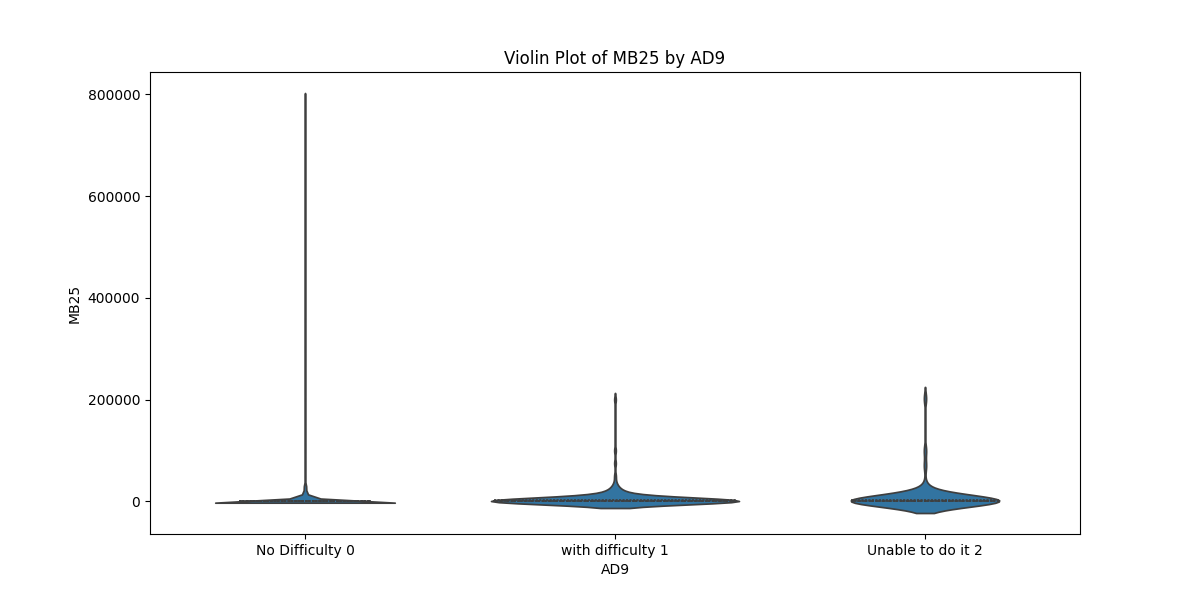 Violin Plot of MB25 by AD9
800000
600000
400000
200000
0
MB25
No Difficulty 0
with difficulty 1
Unable to do it 2
AD9